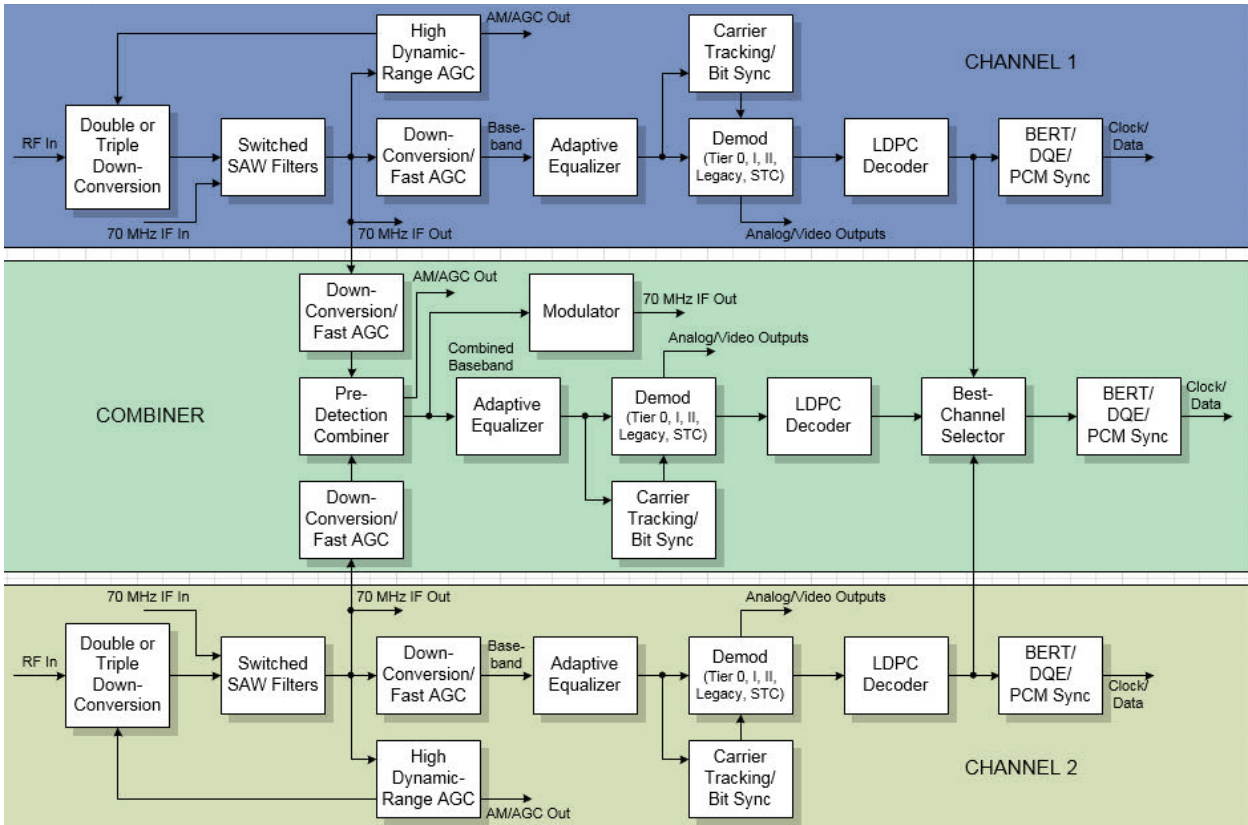 AM/AGC Out
High
Dynamic-
Range AGC
Carrier
Tracking/
Bit Sync
CHANNEL 1
RF In
Double or
Triple
Down-
Conversion
Switched
SAW Filters
Down-
Conversion/
Fast AGC
Base-
band
Adaptive
Equalizer
Demod
(Tier 0, I, II,
Legacy, STC)
LDPC
Decoder
BERT/
DQE/
PCM Sync
Clock/
Data
70 MHz IF In
70 MHz IF Out
Analog/Video Outputs
Down-
Conversion/
Fast AGC
AM/AGC Out
Modulator
70 MHz IF Out
Analog/Video Outputs
COMBINER
Pre-
Detection
Combiner
Combined
Baseband
Adaptive
Equalizer
Demod
(Tier 0, I, II,
Legacy, STC)
LDPC
Decoder
Best-
Channel
Selector
BERT/
DQE/
PCM Sync
Clock/
Data
Down-
Conversion/
Fast AGC
Carrier
Tracking/
Bit Sync
70 MHz IF In
70 MHz IF Out
Analog/Video Outputs
RF In
Double or
Triple
Down-
Conversion
Switched
SAW Filters
Down-
Conversion/
Fast AGC
Base-
band
Adaptive
Equalizer
Demod
(Tier 0, I, II,
Legacy, STC)
LDPC
Decoder
BERT/
DQE/
PCM Sync
Clock/
Data
High
Dynamic-
Range AGC
AM/AGC Out
Carrier
Tracking/
Bit Sync
CHANNEL 2